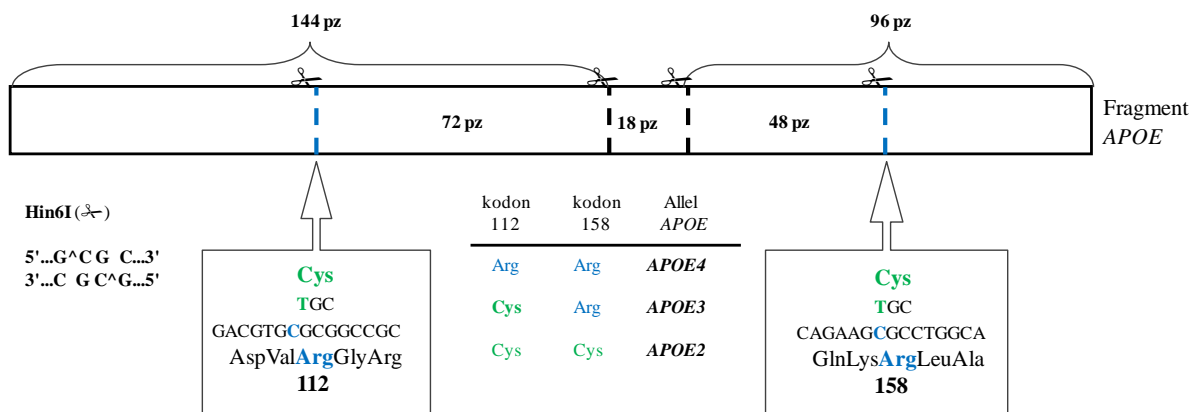 144 pz
96 pz
72 pz
18 pz
48 pz
Fragment
APOE
Hin6I (✂)
5'...G^C G C...3'
3'...C G C^G...5'
Cys
TGC
GACGTGCGCGGCCGC
AspValArgGlyArg
112
kodon kodon Allel
112 158 APOE
Arg Arg APOE4
Cys Arg APOE3
Cys Cys APOE2
Cys
TGC
CAGAAGCGCCTGGCA
GlnLysArgLeuAla
158